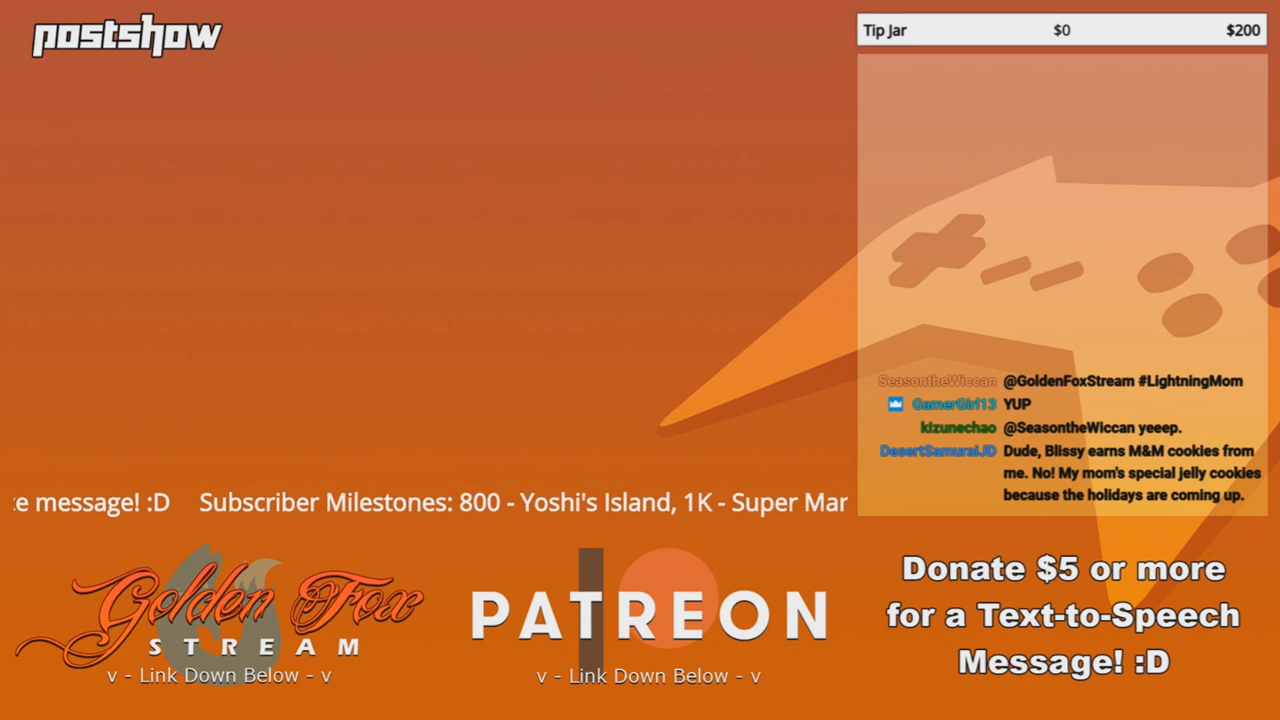 postshow
Tip Jar $0 $200
SeasontheWiccan @GoldenFoxStream #LightningMom
GamerGirl13 YUP
kizunechao @SeasontheWiccan yeeep.
DesertSamuraiJD Dude, Blissy earns M&M cookies from
me. No! My mom's special jelly cookies
because the holidays are coming up.
message! :D Subscriber Milestones: 800 - Yoshi's Island, 1K - Super Mar
Golden Fox
STREAM
v - Link Down Below - v
PATREON
v - Link Down Below - v
Donate $5 or more
for a Text-to-Speech
Message! :D